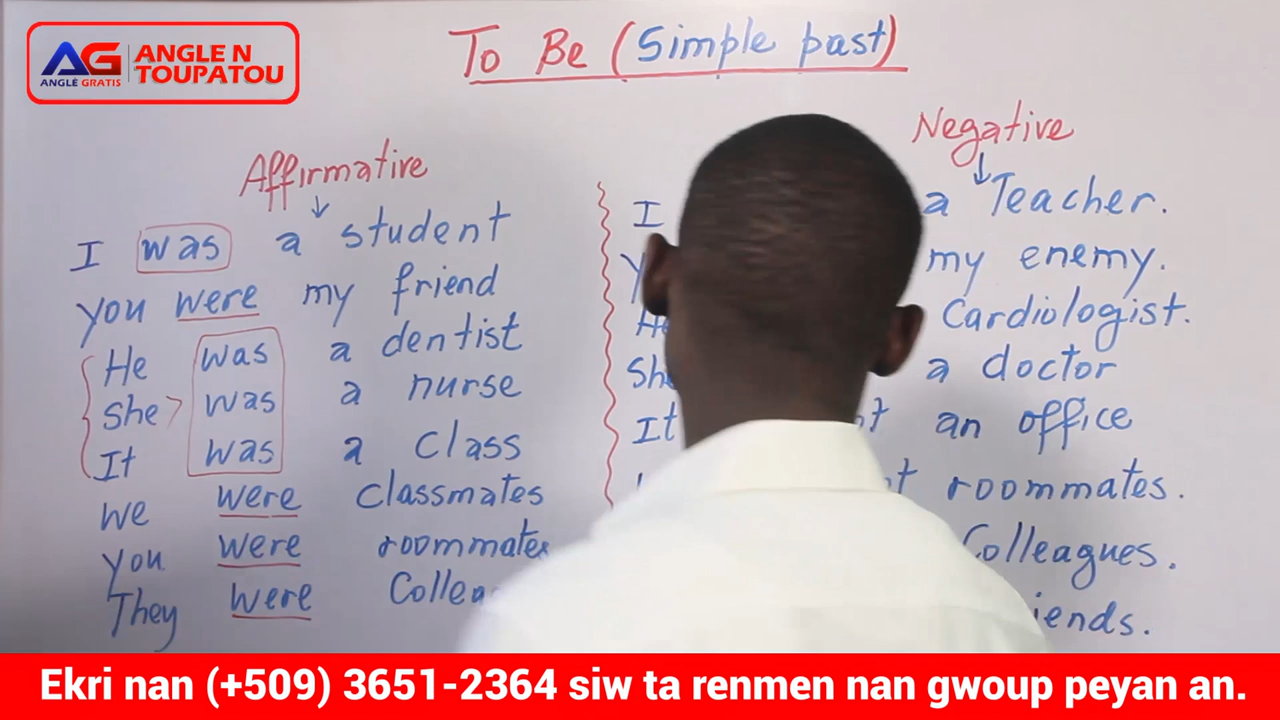 AG
ANGLÈ GRATIS
ANGLE N
TOUPATOU
To Be (Simple past)
Affirmative
I was a student
you were my friend
He was a dentist
She was a nurse
It was a class
we were classmates
you were roommates
They were
Negative
I a Teacher.
my enemy.
He Cardiologist.
She a doctor
It an office
roommates.
Colleagues.
Ekri nan (+509) 3651-2364 siw ta renmen nan gwoup peyan an.